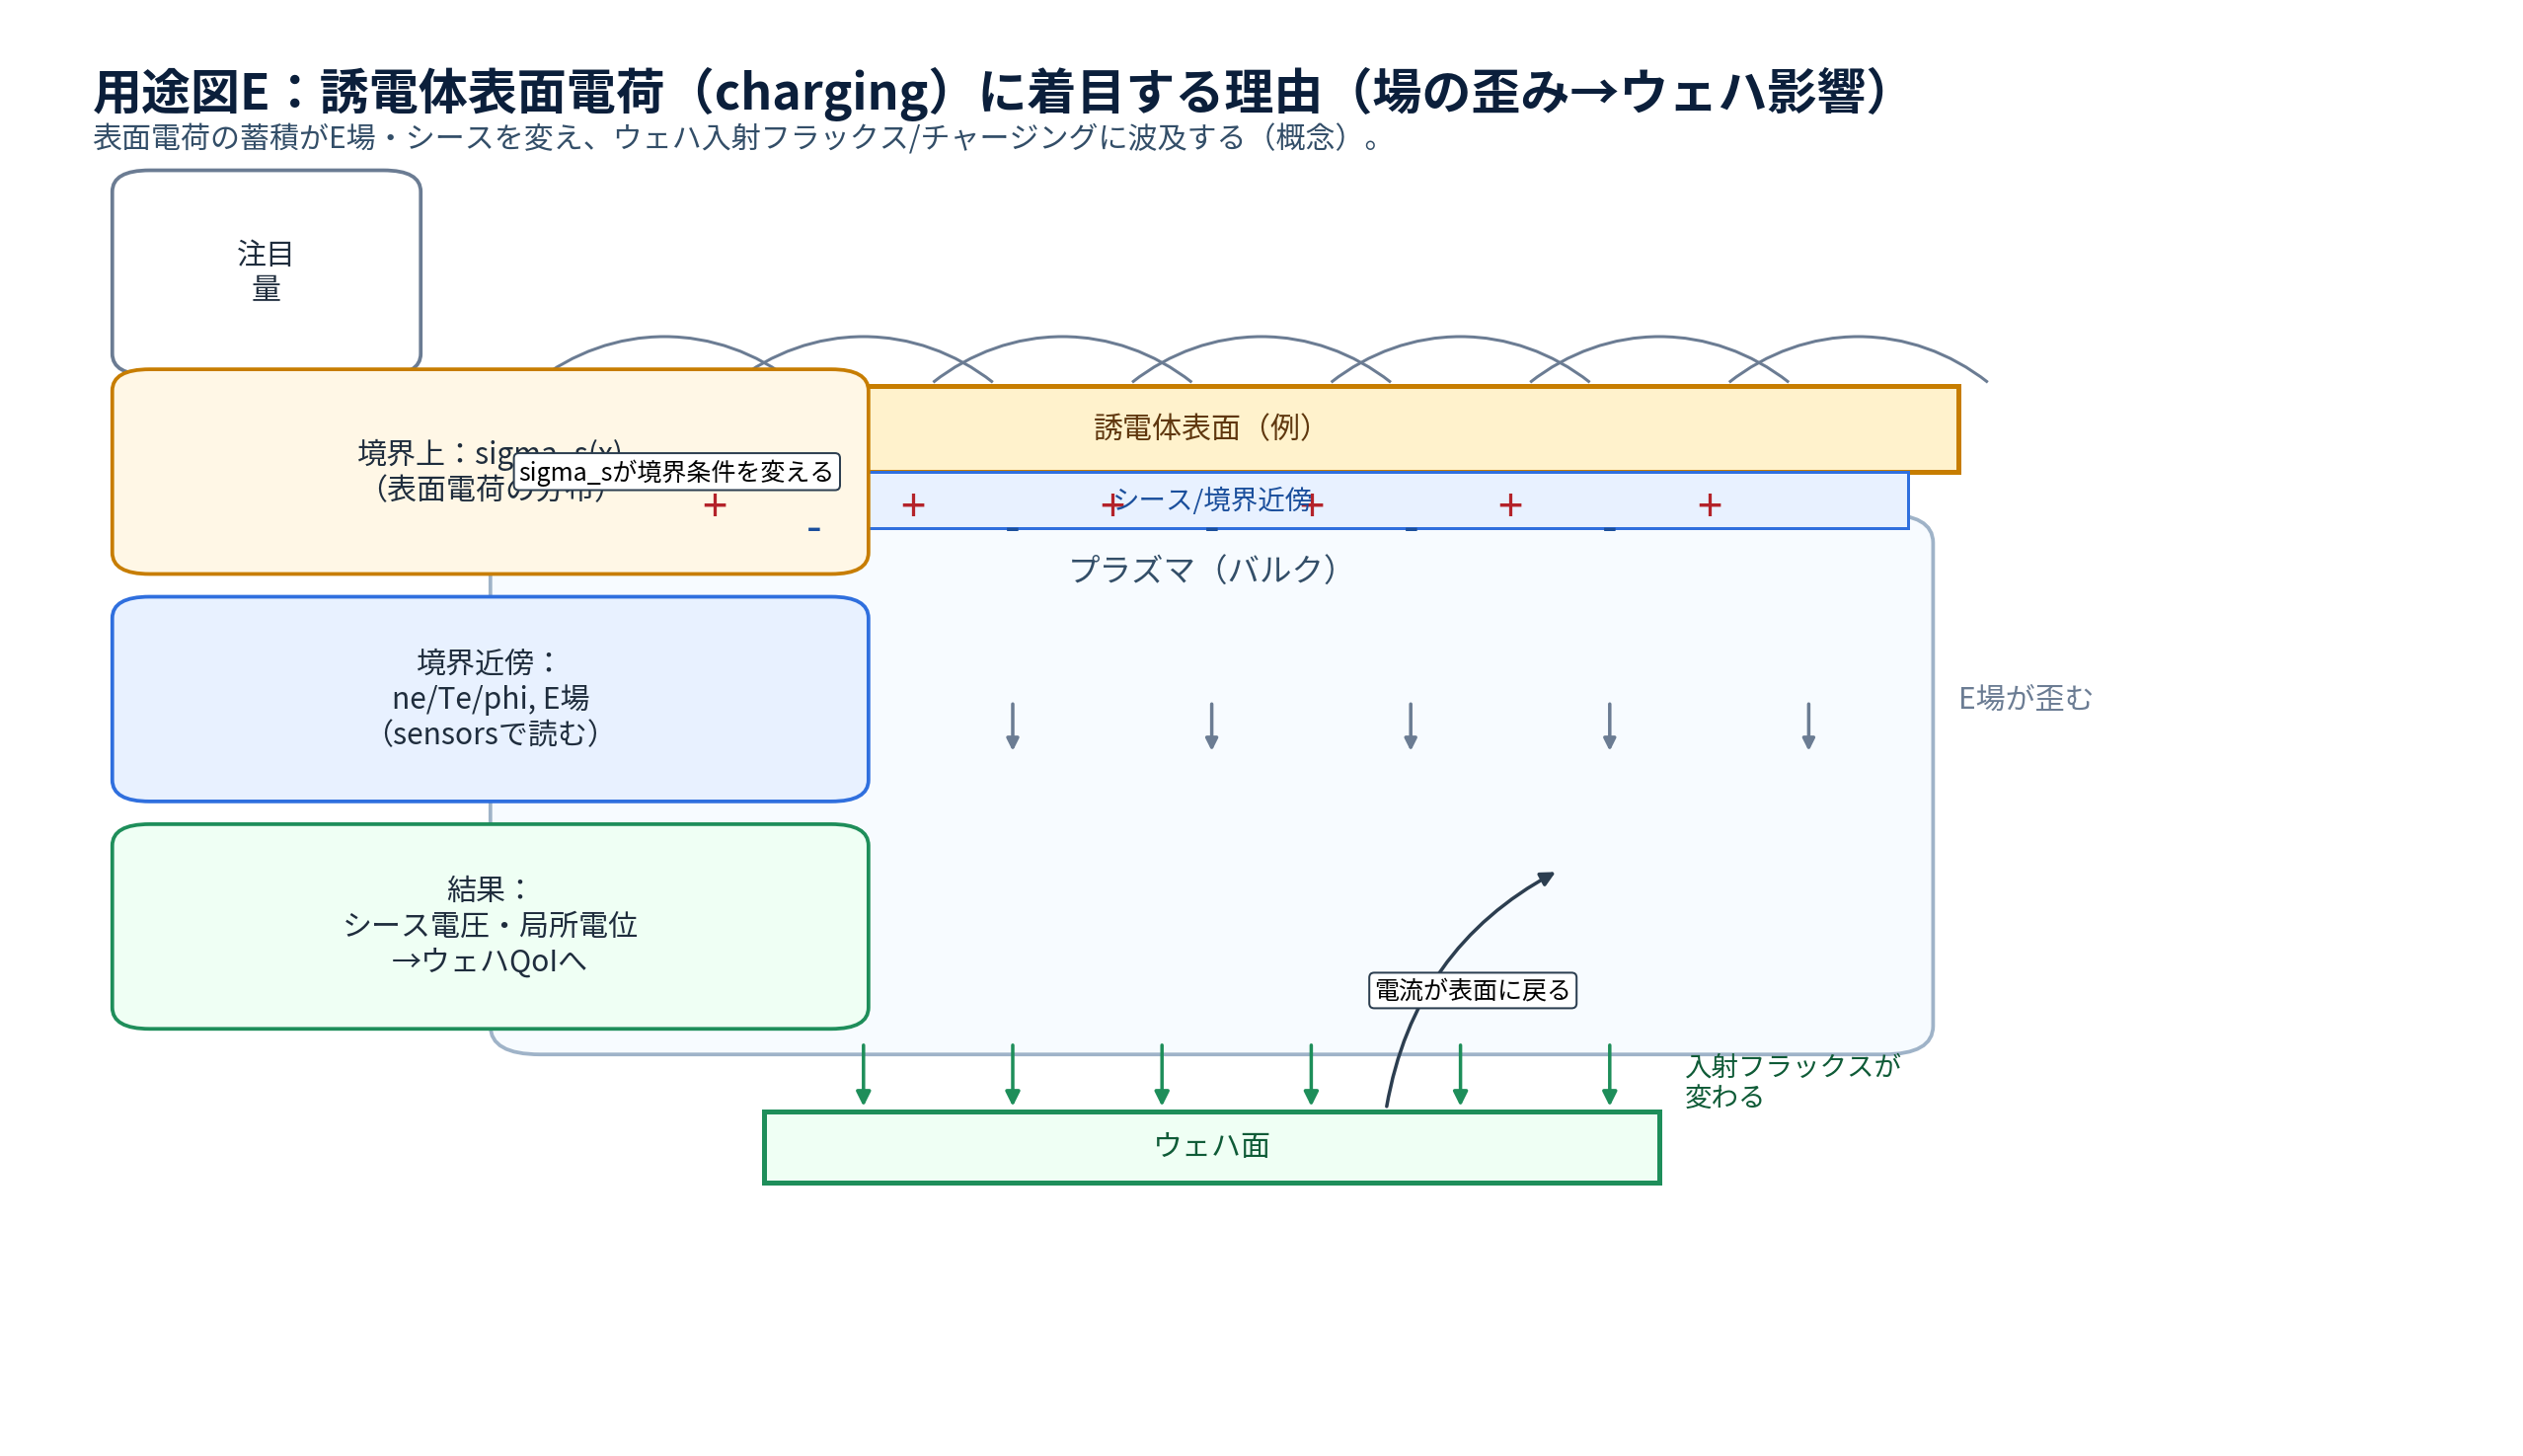 用途図E：誘電体表面電荷（charging）に着目する理由（場の歪み→ウェハ影響）
表面電荷の蓄積がE場・シースを変え、ウェハ入射フラックス/チャージングに波及する（概念）。
注目
量
誘電体表面（例）
境界上：sigma_s(x)
（表面電荷の分布）
sigma_sが境界条件を変える
シース/境界近傍
+ + + + + +
- - - - -
プラズマ（バルク）
境界近傍：
ne/Te/phi, E場
（sensorsで読む）
E場が歪む
結果：
シース電圧・局所電位
→ウェハQoIへ
電流が表面に戻る
入射フラックスが
変わる
ウェハ面